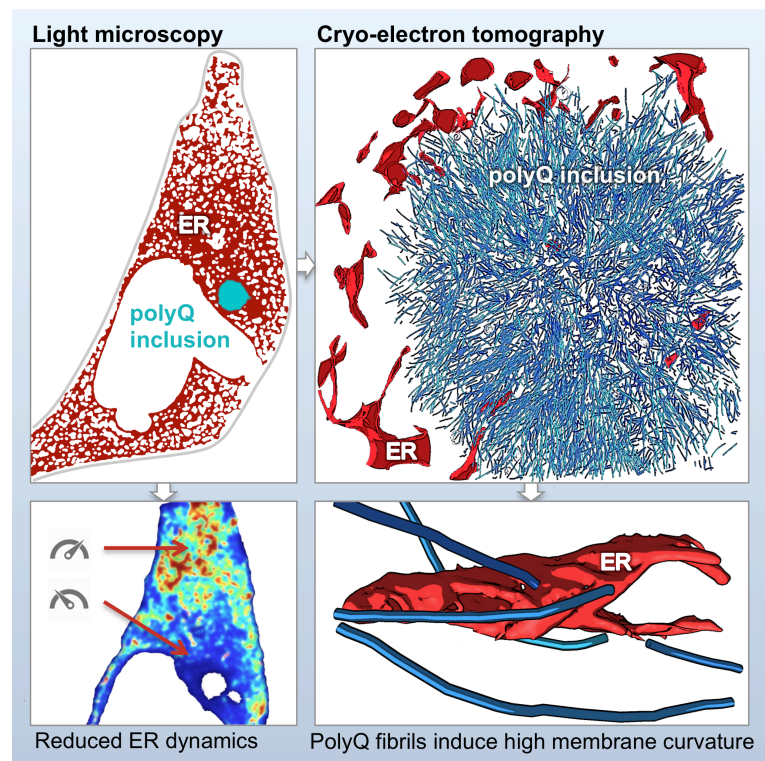 Light microscopy
Cryo-electron tomography
ER
polyQ
inclusion
polyQ inclusion
ER
ER
Reduced ER dynamics
PolyQ fibrils induce high membrane curvature